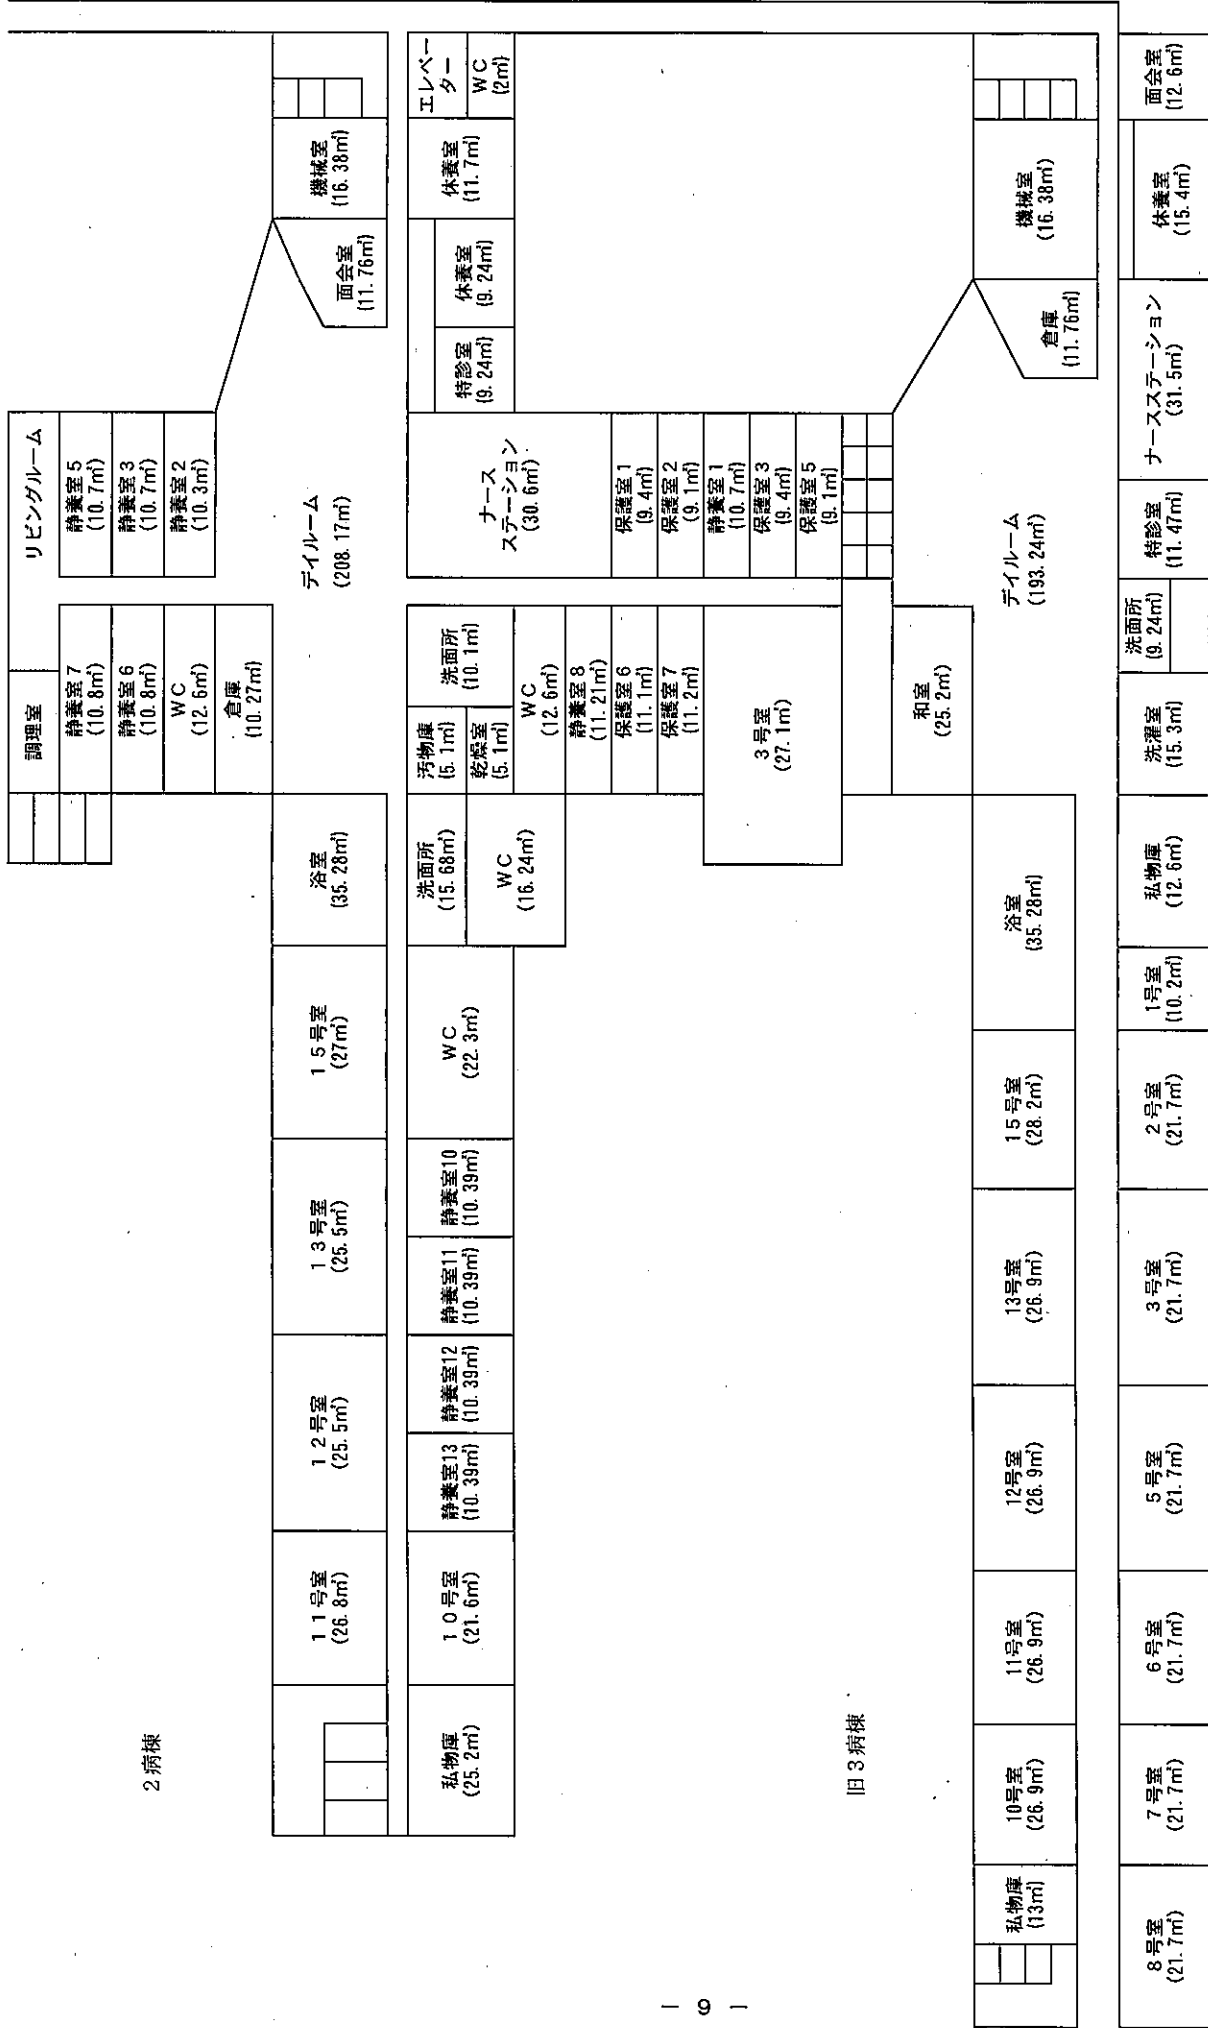 2病棟
リビングルーム
調理室
静養室5
(10.7㎡)
静養室3
(10.7㎡)
静養室2
(10.3㎡)
静養室7
(10.8㎡)
静養室6
(10.8㎡)
WC
(12.6㎡)
倉庫
(10.27㎡)
デイルーム
(208.17㎡)
機械室
(16.38㎡)
面会室
(11.76㎡)
浴室
(35.28㎡)
15号室
(27㎡)
13号室
(25.5㎡)
12号室
(25.5㎡)
11号室
(26.8㎡)
エレベー
ター
WC
(2㎡)
休養室
(11.7㎡)
休養室
(9.24㎡)
特診室
(9.24㎡)
ナース
ステーション
(30.6㎡)
洗面所
(10.1㎡)
汚物庫
(5.1㎡)
乾燥室
(5.1㎡)
WC
(12.6㎡)
洗面所
(15.68㎡)
WC
(16.24㎡)
WC
(22.3㎡)
静養室10
(10.39㎡)
静養室11
(10.39㎡)
静養室12
(10.39㎡)
静養室13
(10.39㎡)
10号室
(21.6㎡)
私物庫
(25.2㎡)
保護室1
(9.4㎡)
保護室2
(9.1㎡)
静養室1
(10.7㎡)
保護室3
(9.4㎡)
保護室5
(9.1㎡)
静養室8
(11.21㎡)
保護室6
(11.1㎡)
保護室7
(11.2㎡)
3号室
(27.1㎡)
旧3病棟
和室
(25.2㎡)
デイルーム
(193.24㎡)
機械室
(16.38㎡)
倉庫
(11.76㎡)
浴室
(35.28㎡)
15号室
(28.2㎡)
13号室
(26.9㎡)
12号室
(26.9㎡)
11号室
(26.9㎡)
10号室
(26.9㎡)
私物庫
(13㎡)
面会室
(12.6㎡)
休養室
(15.4㎡)
ナースステーション
(31.5㎡)
特診室
(11.47㎡)
洗面所
(9.24㎡)
洗濯室
(15.3㎡)
私物庫
(12.6㎡)
1号室
(10.2㎡)
2号室
(21.7㎡)
3号室
(21.7㎡)
5号室
(21.7㎡)
6号室
(21.7㎡)
7号室
(21.7㎡)
8号室
(21.7㎡)
― 9 ―